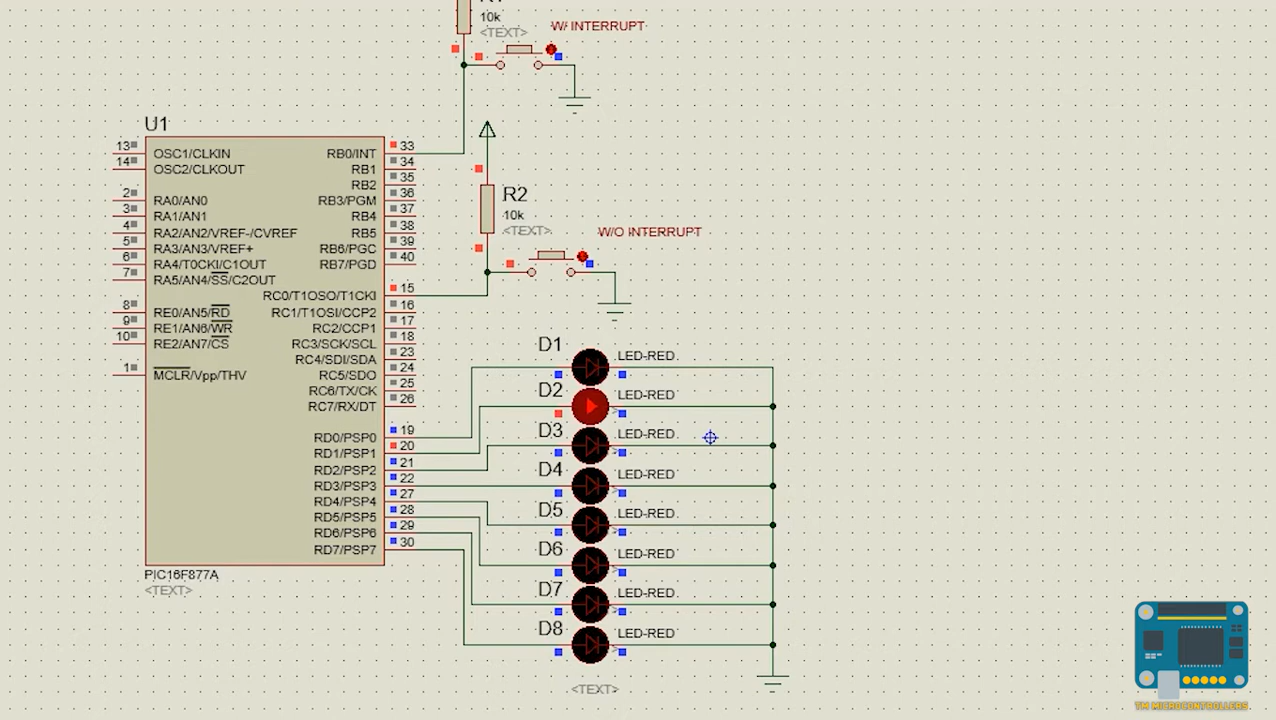 10k
<TEXT>
W/ INTERRUPT
U1
13 OSC1/CLKIN RB0/INT 33
14 OSC2/CLKOUT RB1 34
RB2 35
2 RA0/AN0 RB3/PGM 36
3 RA1/AN1 RB4 37
4 RA2/AN2/VREF-/CVREF RB5 38
5 RA3/AN3/VREF+ RB6/PGC 39
6 RA4/T0CKI/C1OUT RB7/PGD 40
7 RA5/AN4/SS/C2OUT
RC0/T1OSO/T1CKI 15
8 RE0/AN5/RD RC1/T1OSI/CCP2 16
9 RE1/AN6/WR RC2/CCP1 17
10 RE2/AN7/CS RC3/SCK/SCL 18
RC4/SDI/SDA 23
1 MCLR/Vpp/THV RC5/SDO 24
RC6/TX/CK 25
RC7/RX/DT 26
RD0/PSP0 19
RD1/PSP1 20
RD2/PSP2 21
RD3/PSP3 22
RD4/PSP4 27
RD5/PSP5 28
RD6/PSP6 29
RD7/PSP7 30
PIC16F877A
<TEXT>
R2
10k
<TEXT>
W/O INTERRUPT
D1 LED-RED
D2 LED-RED
D3 LED-RED
D4 LED-RED
D5 LED-RED
D6 LED-RED
D7 LED-RED
D8 LED-RED
<TEXT>
TM MICROCONTROLLERS